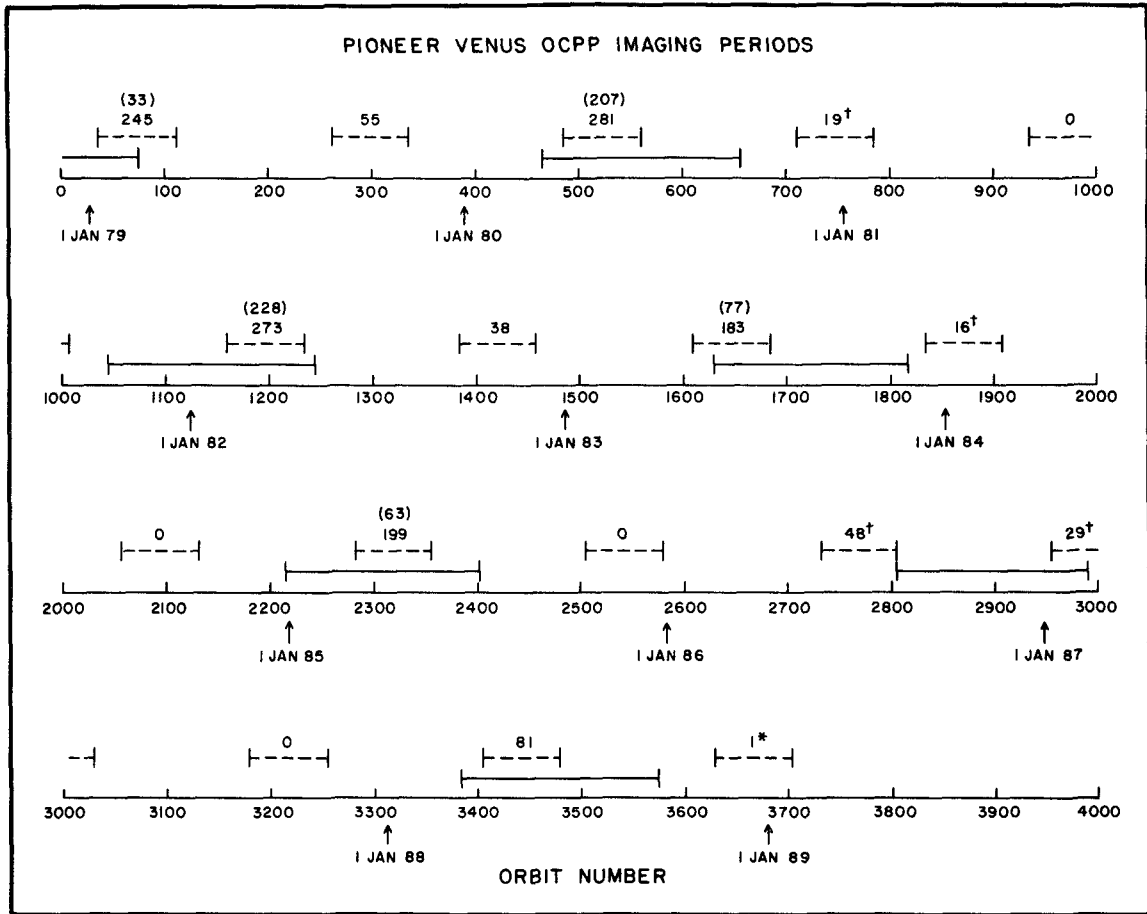 PIONEER VENUS OCPP IMAGING PERIODS
(33) (207)
245 55 281 19† 0
0 100 200 300 400 500 600 700 800 900 1000
1 JAN 79 1 JAN 80 1 JAN 81
(228) (77)
273 38 183 16†
1000 1100 1200 1300 1400 1500 1600 1700 1800 1900 2000
1 JAN 82 1 JAN 83 1 JAN 84
(63)
0 199 0 48† 29†
2000 2100 2200 2300 2400 2500 2600 2700 2800 2900 3000
1 JAN 85 1 JAN 86 1 JAN 87
0 81 1*
3000 3100 3200 3300 3400 3500 3600 3700 3800 3900 4000
1 JAN 88 1 JAN 89
ORBIT NUMBER